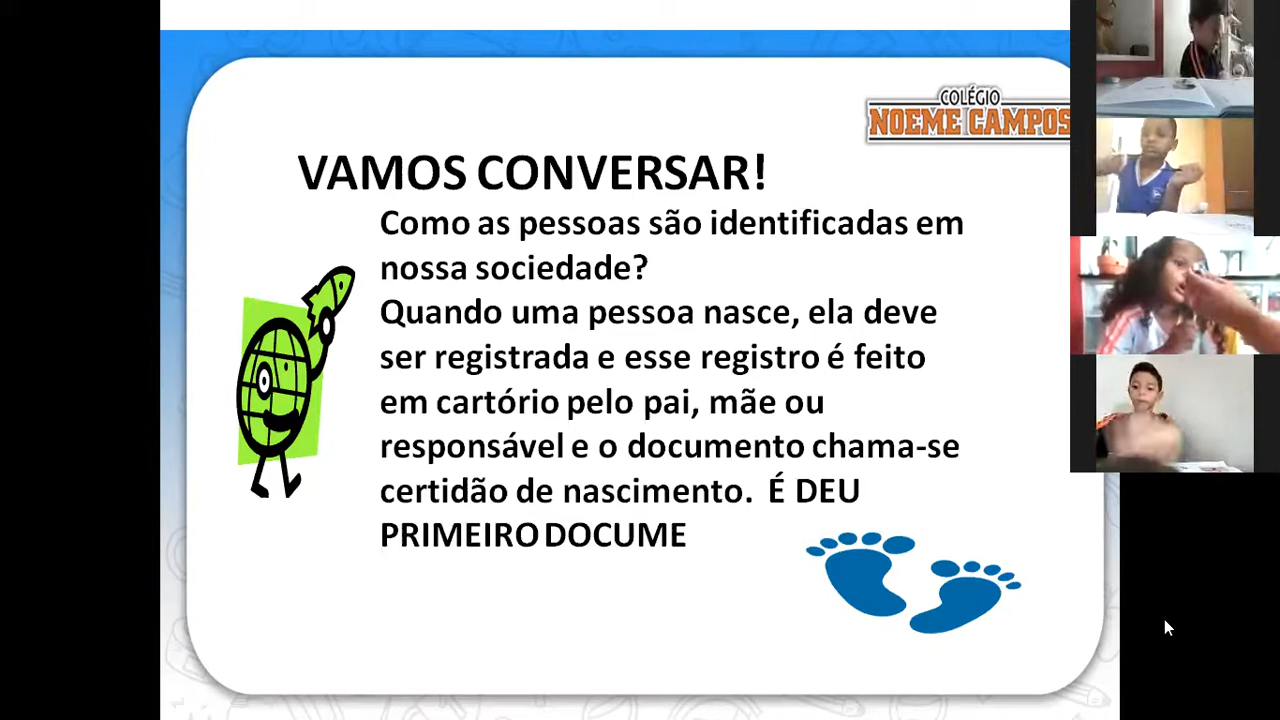 COLÉGIO
NOEME CAMPOS
VAMOS CONVERSAR!
Como as pessoas são identificadas em
nossa sociedade?
Quando uma pessoa nasce, ela deve
ser registrada e esse registro é feito
em cartório pelo pai, mãe ou
responsável e o documento chama-se
certidão de nascimento.  É DEU
PRIMEIRO DOCUME